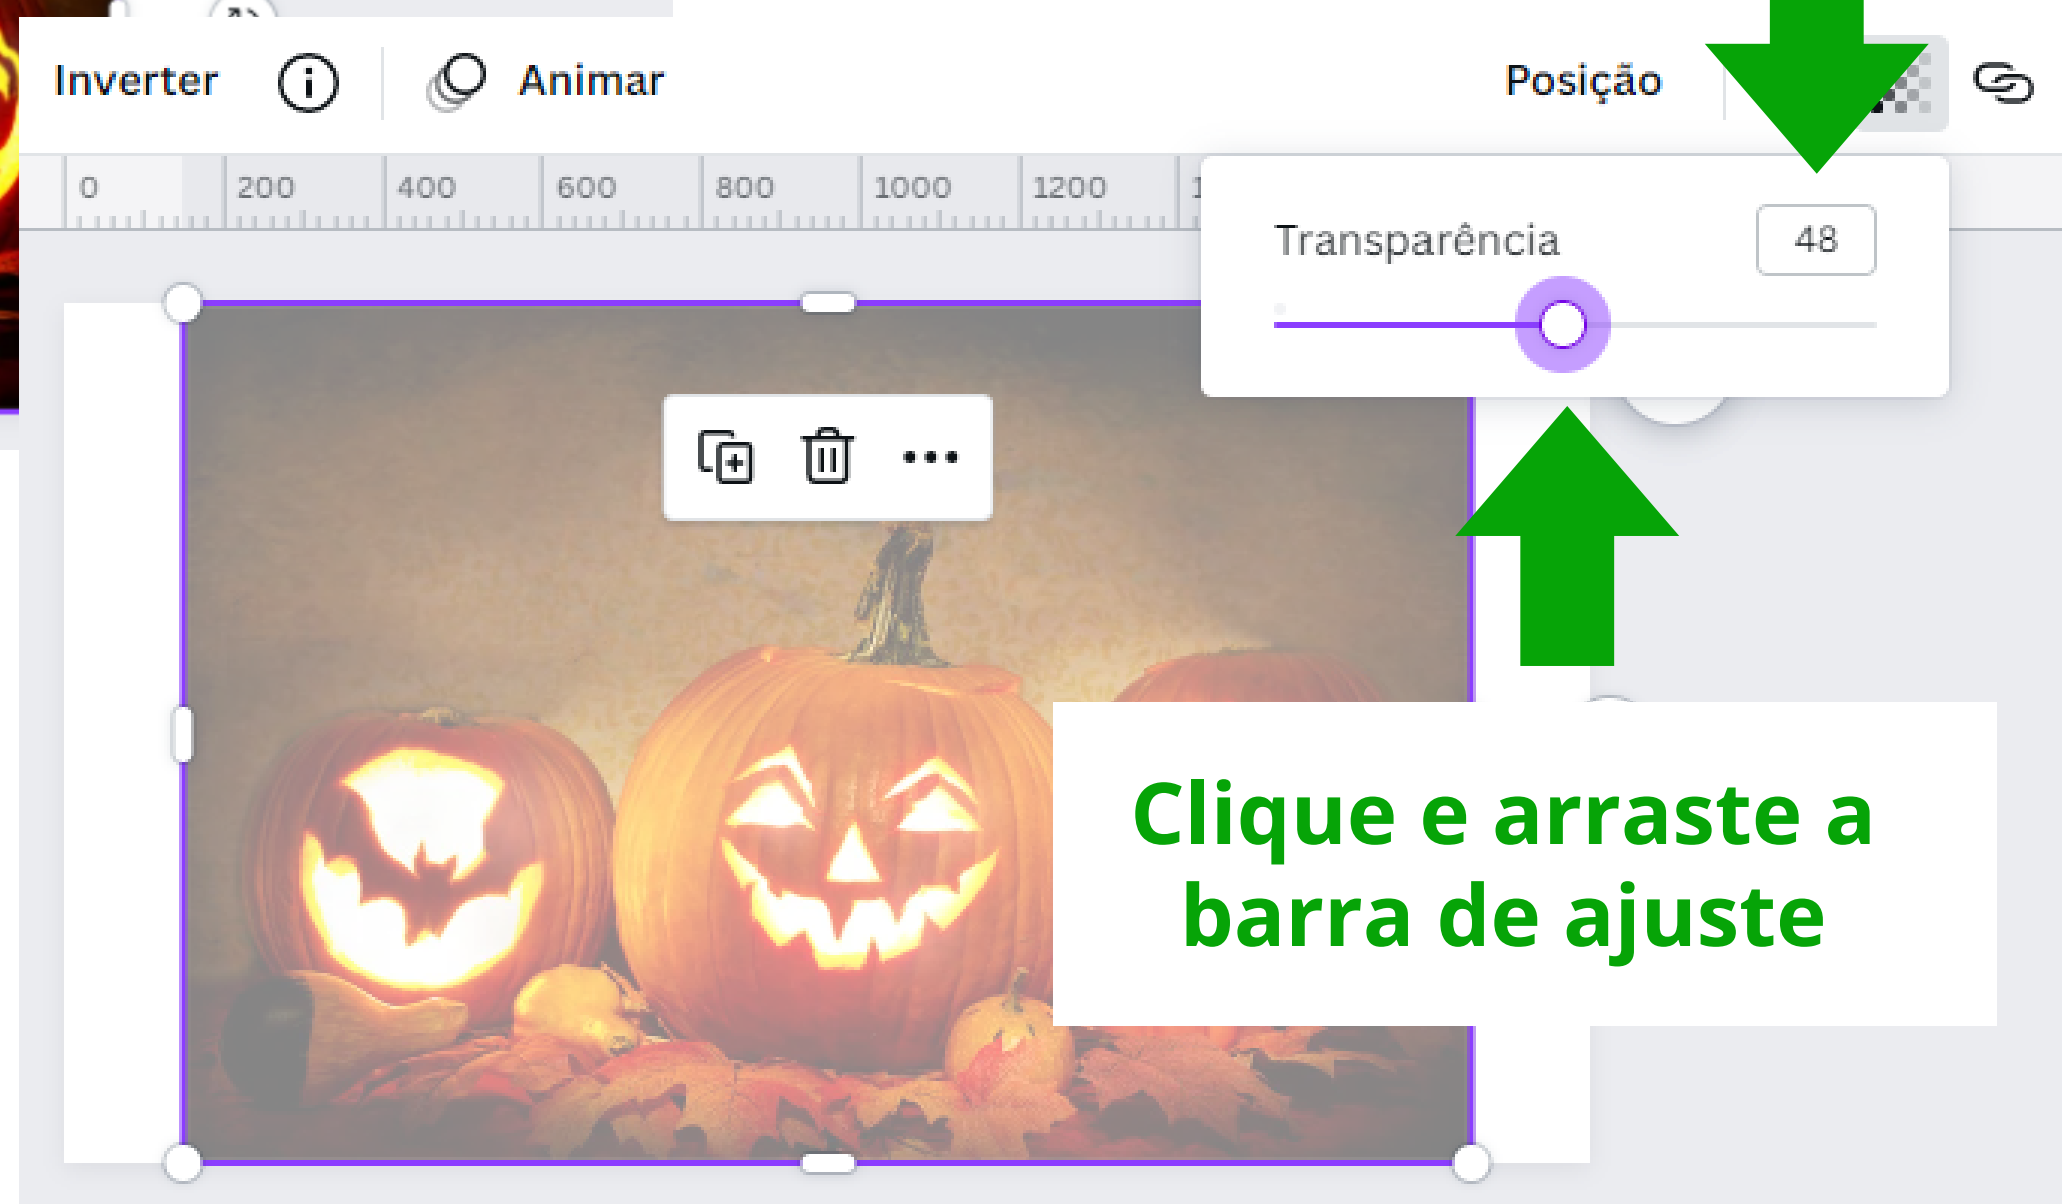 Inverter
Animar
Posição
0 200 400 600 800 1000 1200
Transparência 48
Clique e arraste a
barra de ajuste